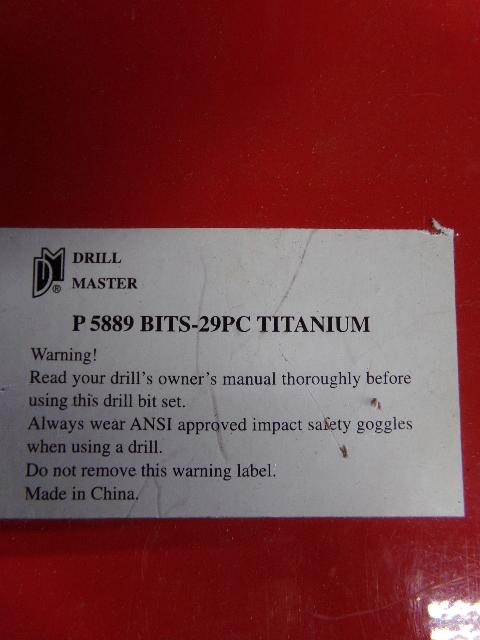 DM® DRILL
MASTER
P 5889 BITS-29PC TITANIUM
Warning!
Read your drill's owner's manual thoroughly before
using this drill bit set.
Always wear ANSI approved impact safety goggles
when using a drill.
Do not remove this warning label.
Made in China.